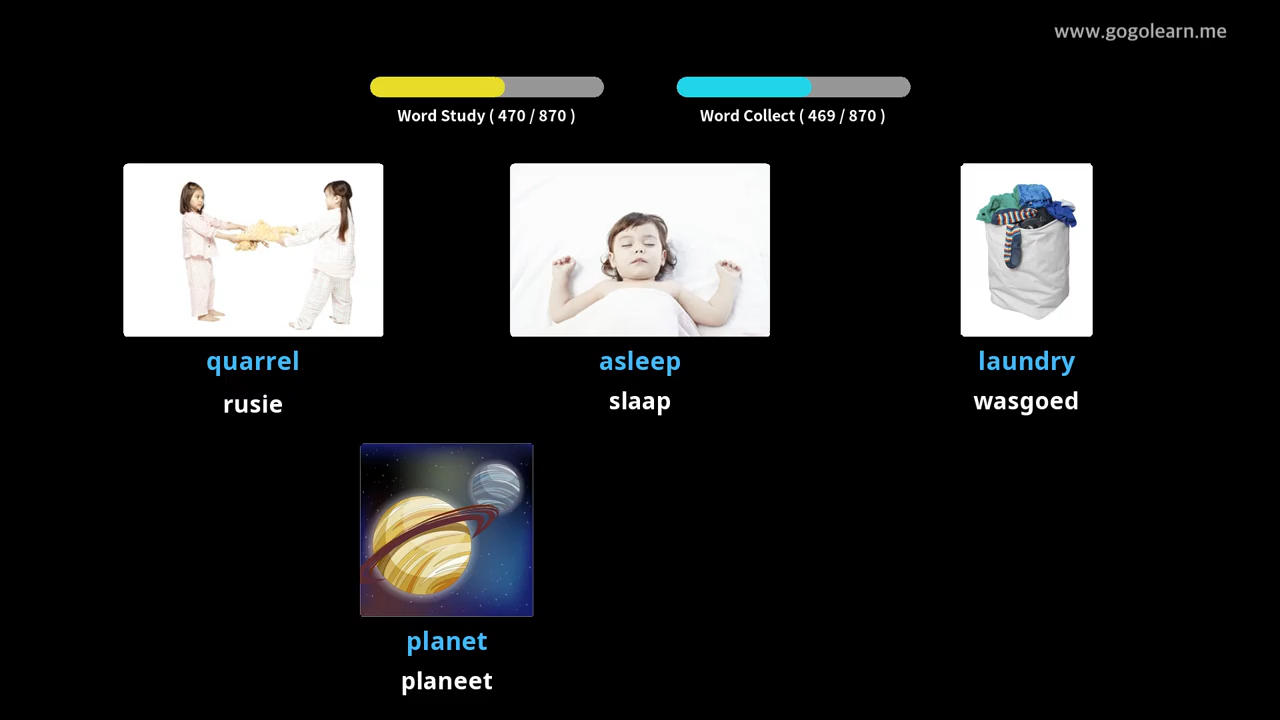 www.gogolearn.me
Word Study ( 470 / 870 )
Word Collect ( 469 / 870 )
quarrel
rusie
asleep
slaap
laundry
wasgoed
planet
planeet